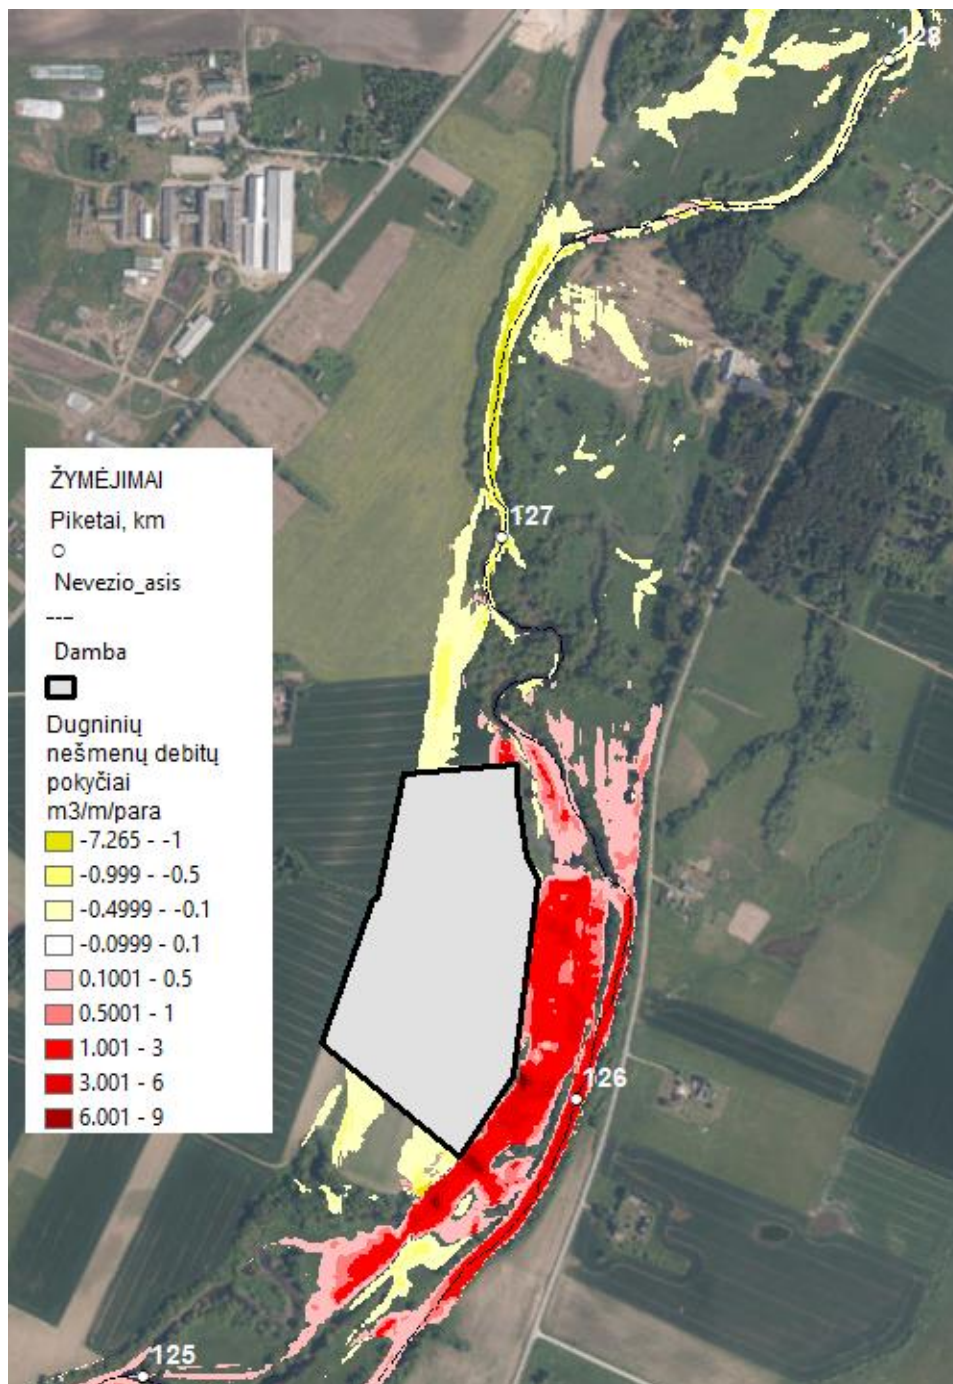 128
127
ŽYMĖJIMAI
Piketai, km
Nevezio_asis
Damba
Dugninių
nešmenų debitų
pokyčiai
m3/m/para
-7.265 - -1
-0.999 - -0.5
-0.4999 - -0.1
-0.0999 - 0.1
0.1001 - 0.5
0.5001 - 1
1.001 - 3
3.001 - 6
6.001 - 9
126
125